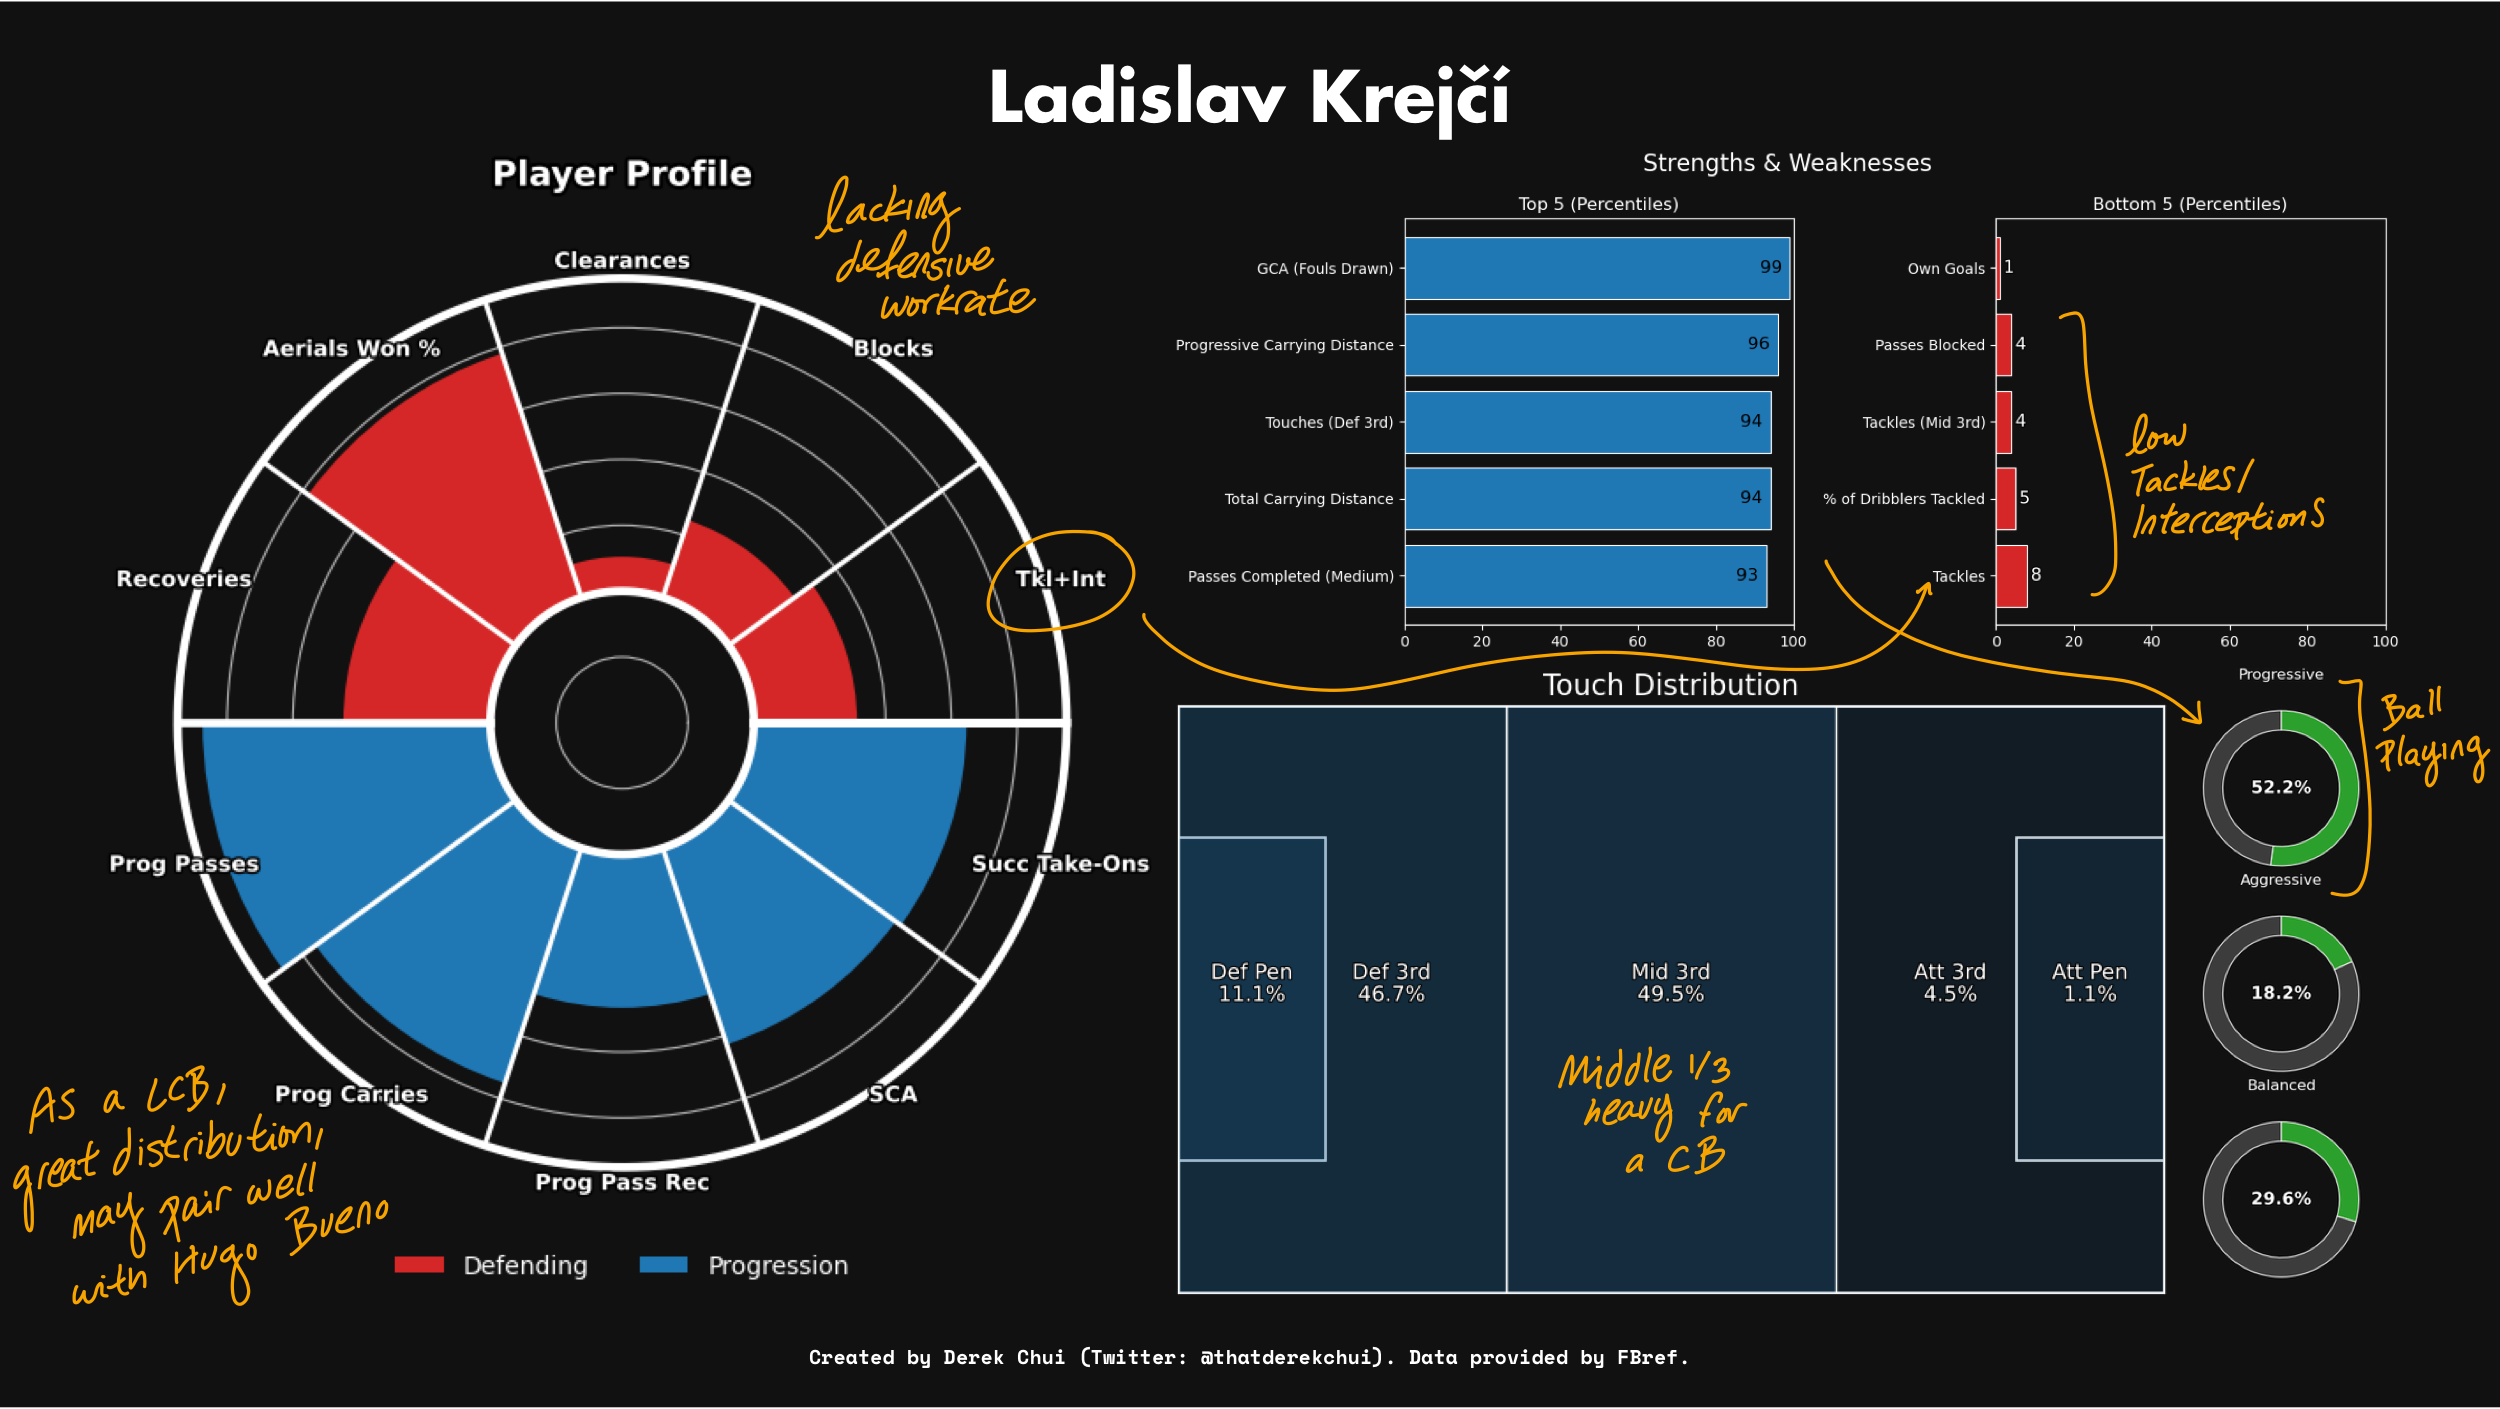 Ladislav Krejčí
Player Profile
lacking
defensive
workrate
Clearances
Aerials Won %
Blocks
Recoveries
Tkl+Int
Prog Passes
Succ Take-Ons
Prog Carries
SCA
Prog Pass Rec
As a LCB,
great distribution,
may pair well
with Hugo Bueno
Defending
Progression
Strengths & Weaknesses
Top 5 (Percentiles)
GCA (Fouls Drawn) 99
Progressive Carrying Distance 96
Touches (Def 3rd) 94
Total Carrying Distance 94
Passes Completed (Medium) 93
0 20 40 60 80 100
Bottom 5 (Percentiles)
Own Goals 1
Passes Blocked 4
Tackles (Mid 3rd) 4
% of Dribblers Tackled 5
Tackles 8
0 20 40 60 80 100
low
Tackles/
Interceptions
Touch Distribution
Def Pen
11.1%
Def 3rd
46.7%
Mid 3rd
49.5%
Att 3rd
4.5%
Att Pen
1.1%
Middle 1/3
heavy for
a CB
Progressive
52.2%
Aggressive
18.2%
Balanced
29.6%
Ball
Playing
Created by Derek Chui (Twitter: @thatderekchui). Data provided by FBref.